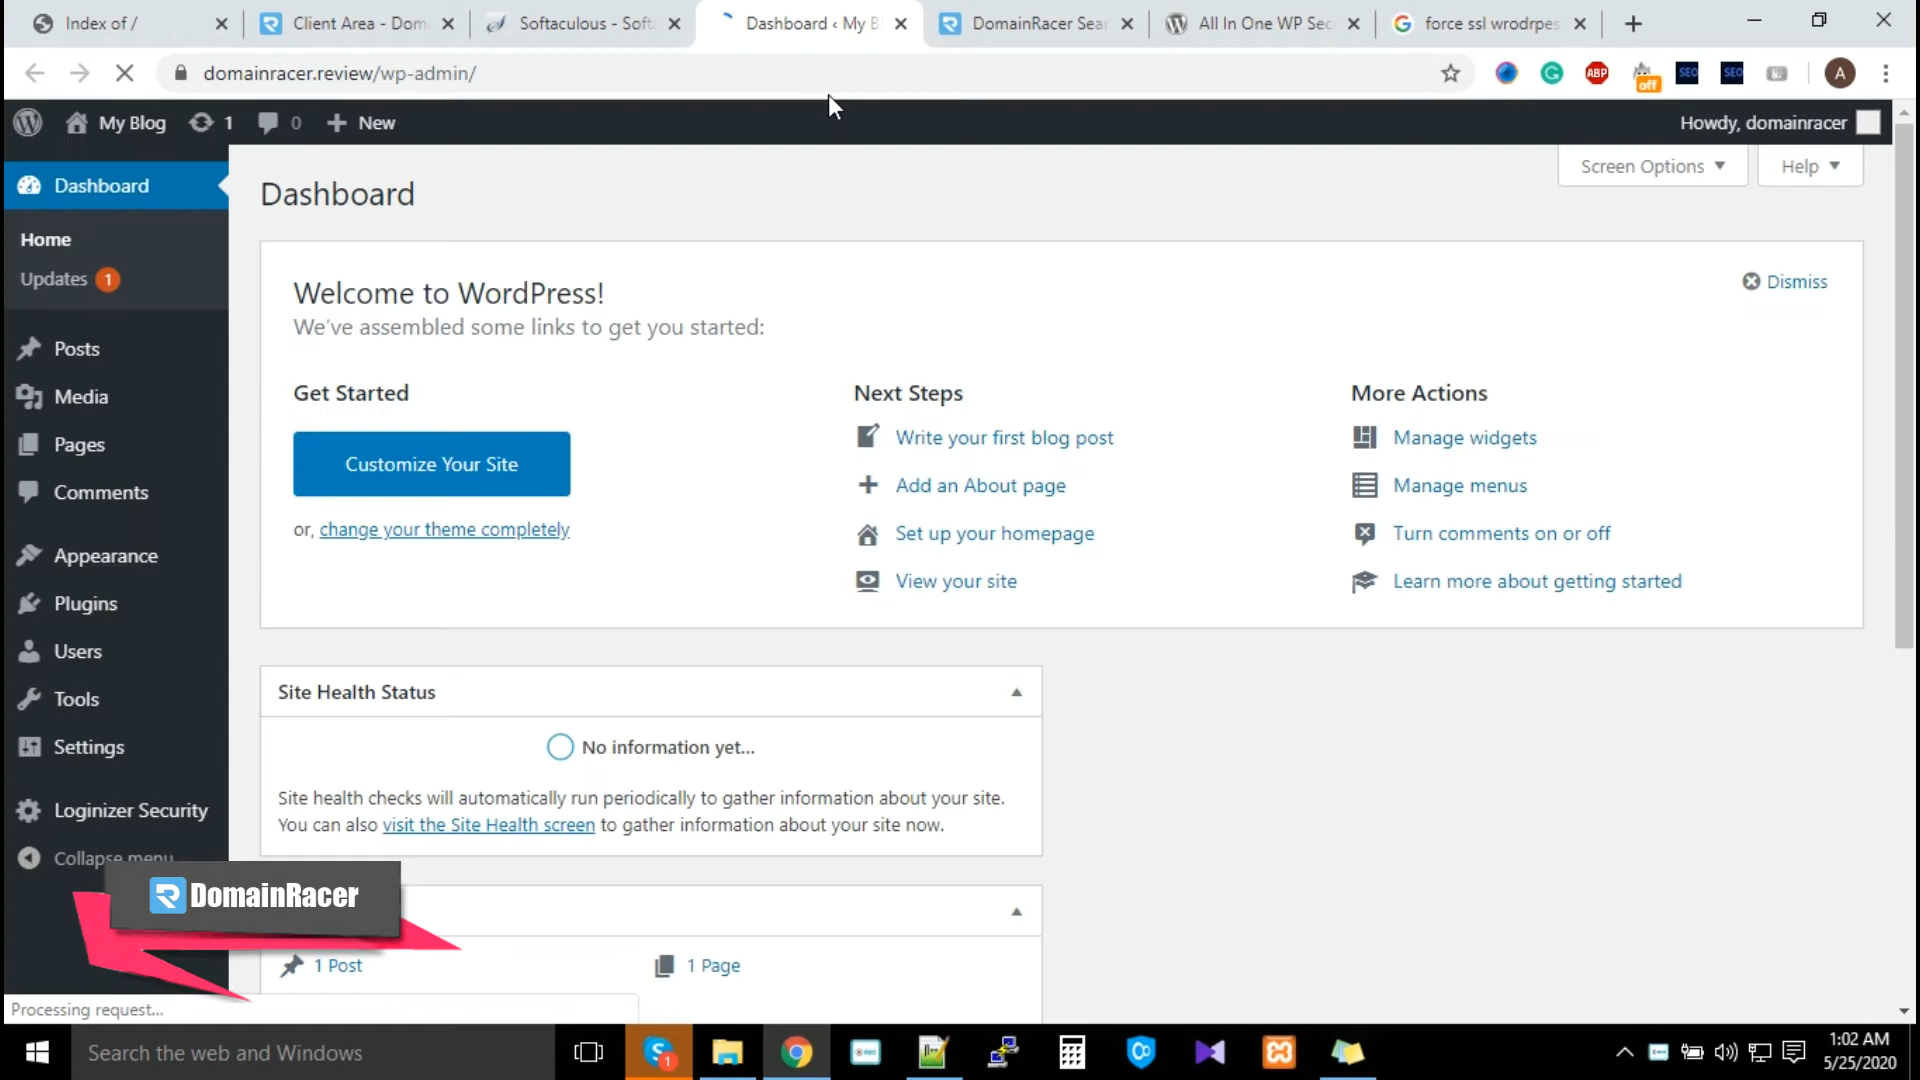 Index of /
Client Area - Dom
Softaculous - Soft
Dashboard ‹ My B
DomainRacer Sear
All In One WP Sec
force ssl wrodrpes
domainracer.review/wp-admin/
ABP
off
SEO
SEO
A
My Blog
1
0
New
Howdy, domainracer
Screen Options
Help
Dashboard
Home
Updates 1
Posts
Media
Pages
Comments
Appearance
Plugins
Users
Tools
Settings
Loginizer Security
Collapse menu
Dashboard
Welcome to WordPress!
Dismiss
We've assembled some links to get you started:
Get Started
Customize Your Site
or, change your theme completely
Next Steps
Write your first blog post
Add an About page
Set up your homepage
View your site
More Actions
Manage widgets
Manage menus
Turn comments on or off
Learn more about getting started
Site Health Status
No information yet...
Site health checks will automatically run periodically to gather information about your site.
You can also visit the Site Health screen to gather information about your site now.
DomainRacer
1 Post
1 Page
Processing request...
Search the web and Windows
1
1:02 AM
5/25/2020